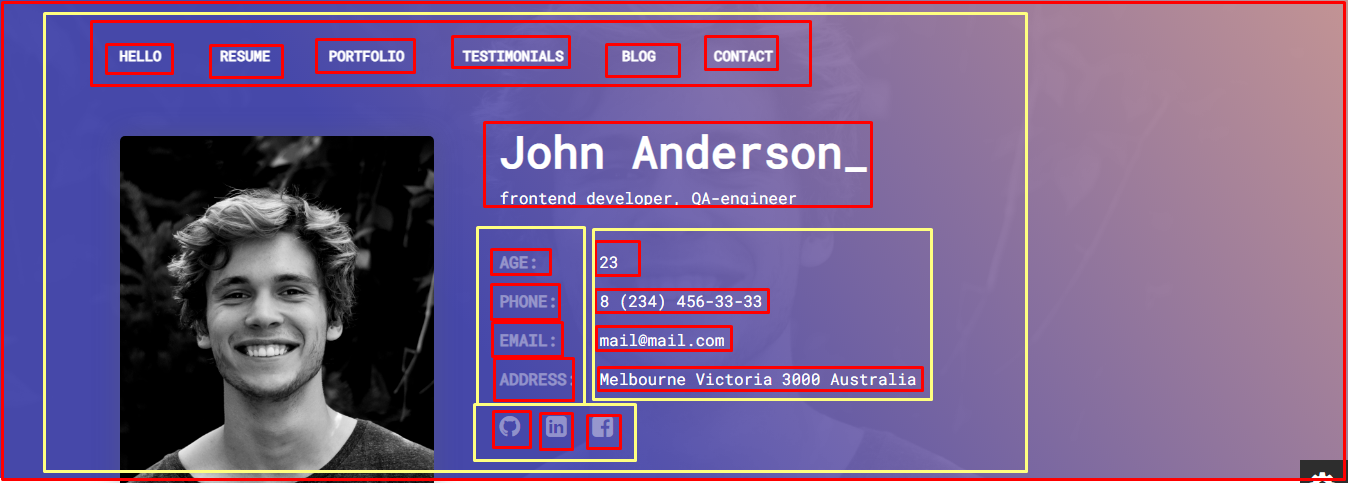 HELLO RESUME PORTFOLIO TESTIMONIALS BLOG CONTACT
John Anderson_
frontend developer, QA-engineer
AGE: 23
PHONE: 8 (234) 456-33-33
EMAIL: mail@mail.com
ADDRESS: Melbourne Victoria 3000 Australia
in